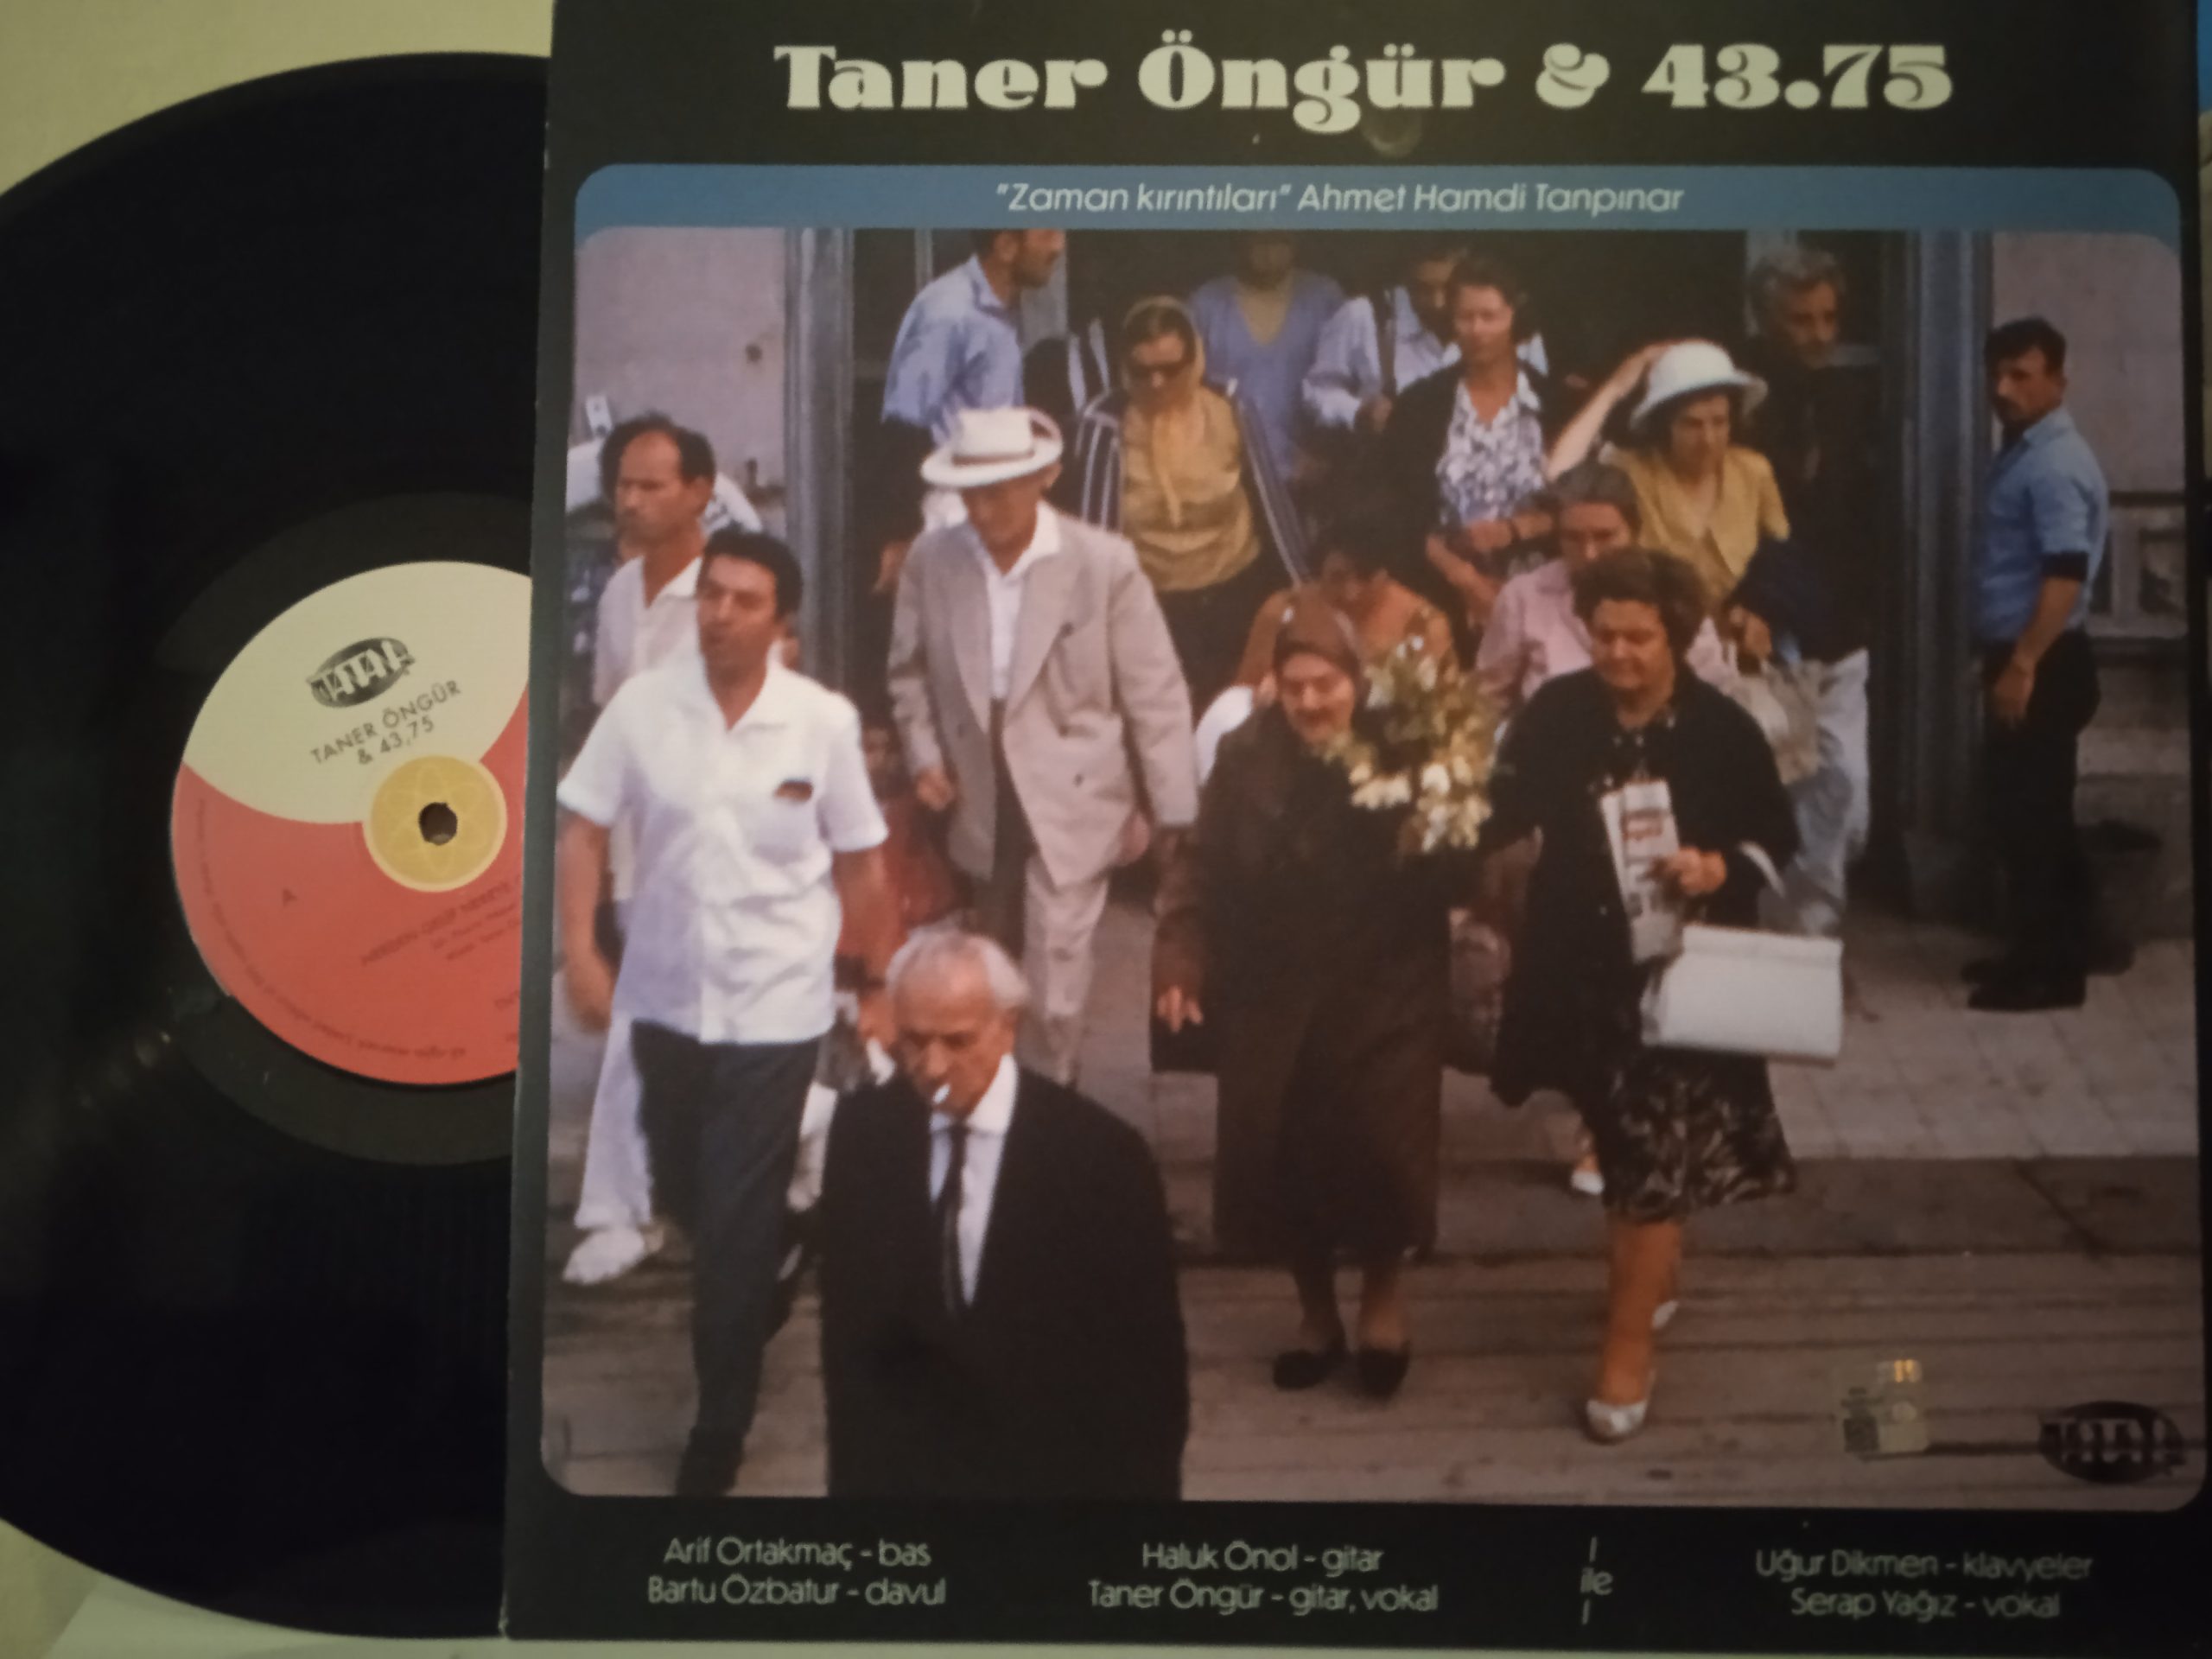 Taner Öngür & 43.75
"Zaman kırıntıları" Ahmet Hamdi Tanpınar
TANER ÖNGÜR
& 43,75
A
Arif Ortakmaç - bas
Bartu Özbatur - davul
Haluk Önol - gitar
Taner Öngür - gitar, vokal
ile
Uğur Dikmen - klavyeler
Serap Yağız - vokal